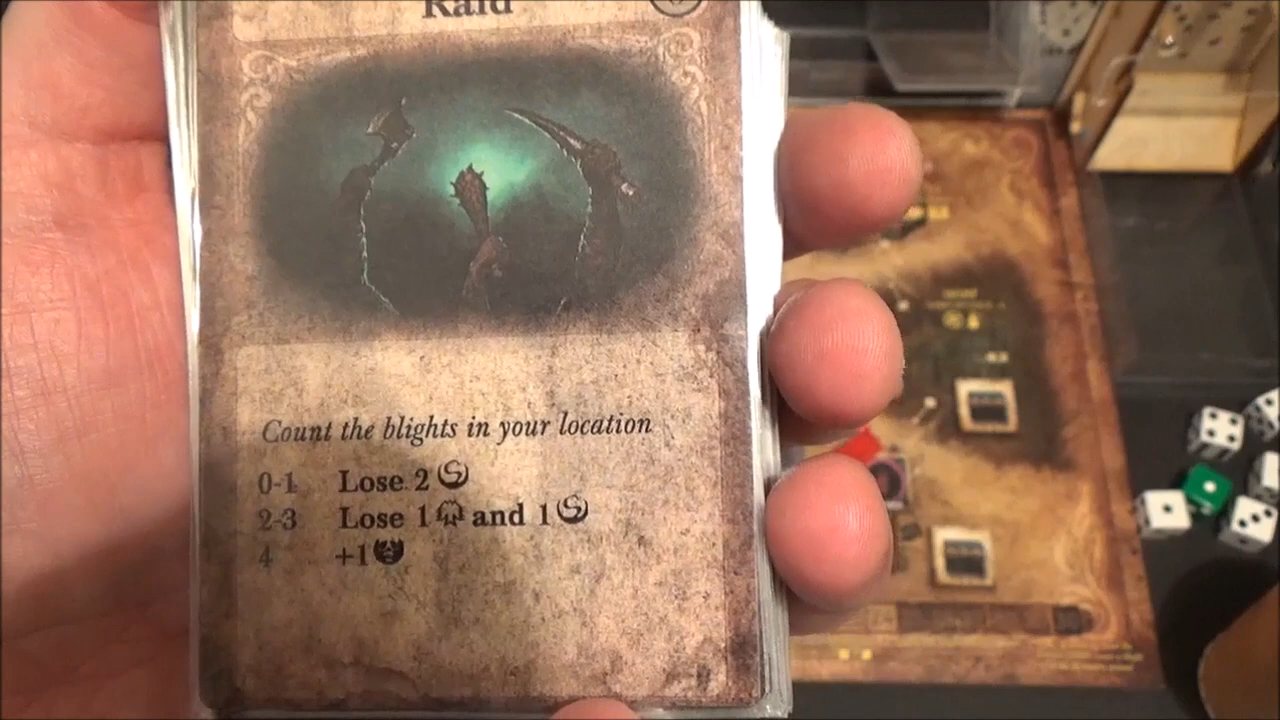 Raid
Count the blights in your location
0-1 Lose 2
2-3 Lose 1 and 1
4 +1